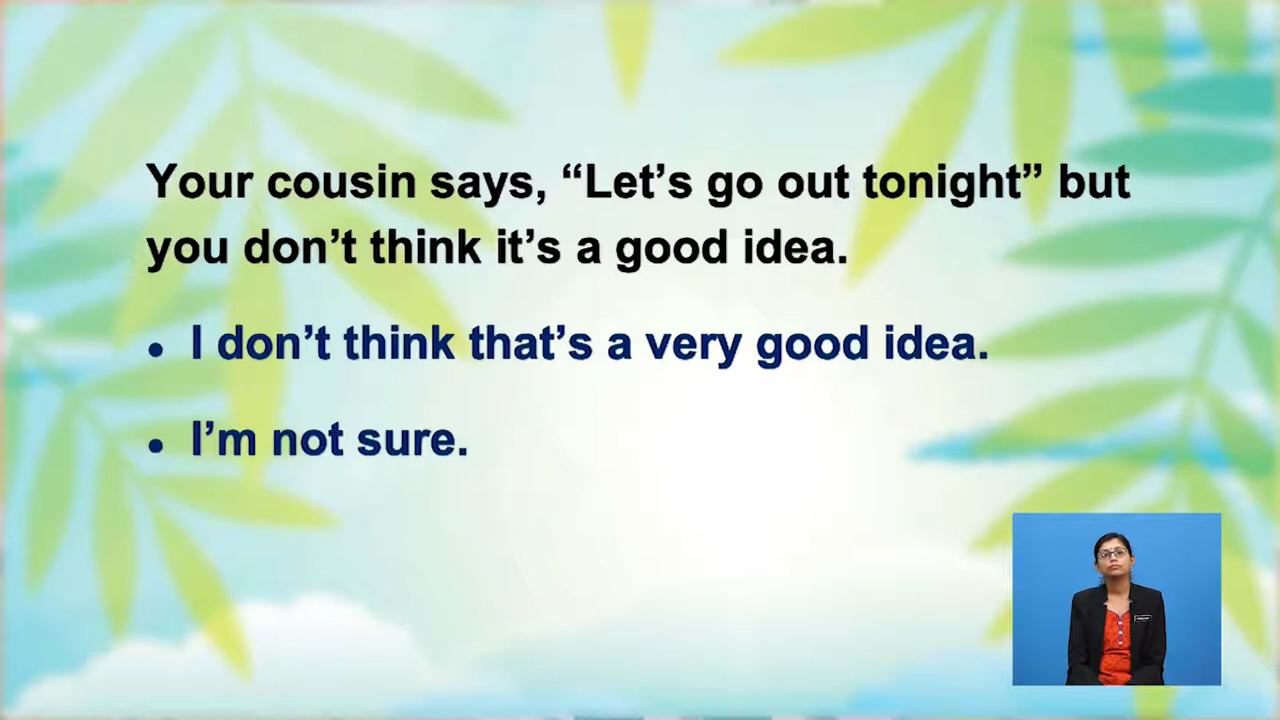 Your cousin says, “Let’s go out tonight” but
you don’t think it’s a good idea.
• I don’t think that’s a very good idea.
• I’m not sure.